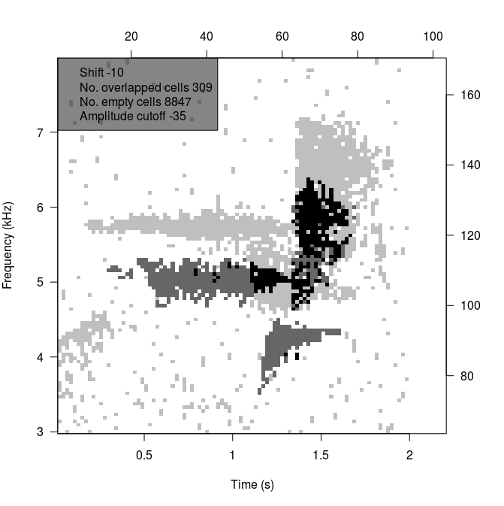 20 40 60 80 100
Shift -10
No. overlapped cells 309
No. empty cells 8847
Amplitude cutoff -35
160
7
140
6
120
Frequency (kHz)
5
100
4
80
3
0.5 1 1.5 2
Time (s)